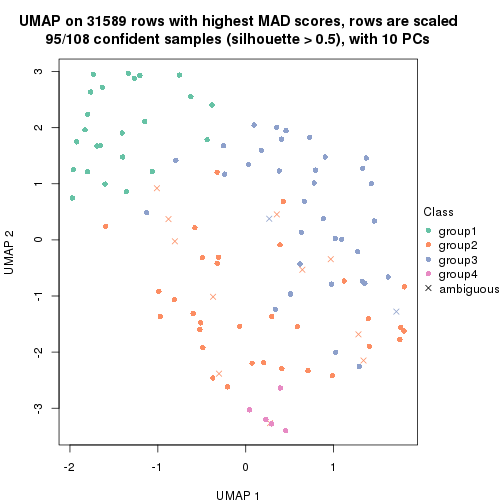 UMAP on 31589 rows with highest MAD scores, rows are scaled
95/108 confident samples (silhouette > 0.5), with 10 PCs
3
2
1
0
-1
-2
-3
UMAP 2
-2
-1
0
1
UMAP 1
Class
group1
group2
group3
group4
ambiguous